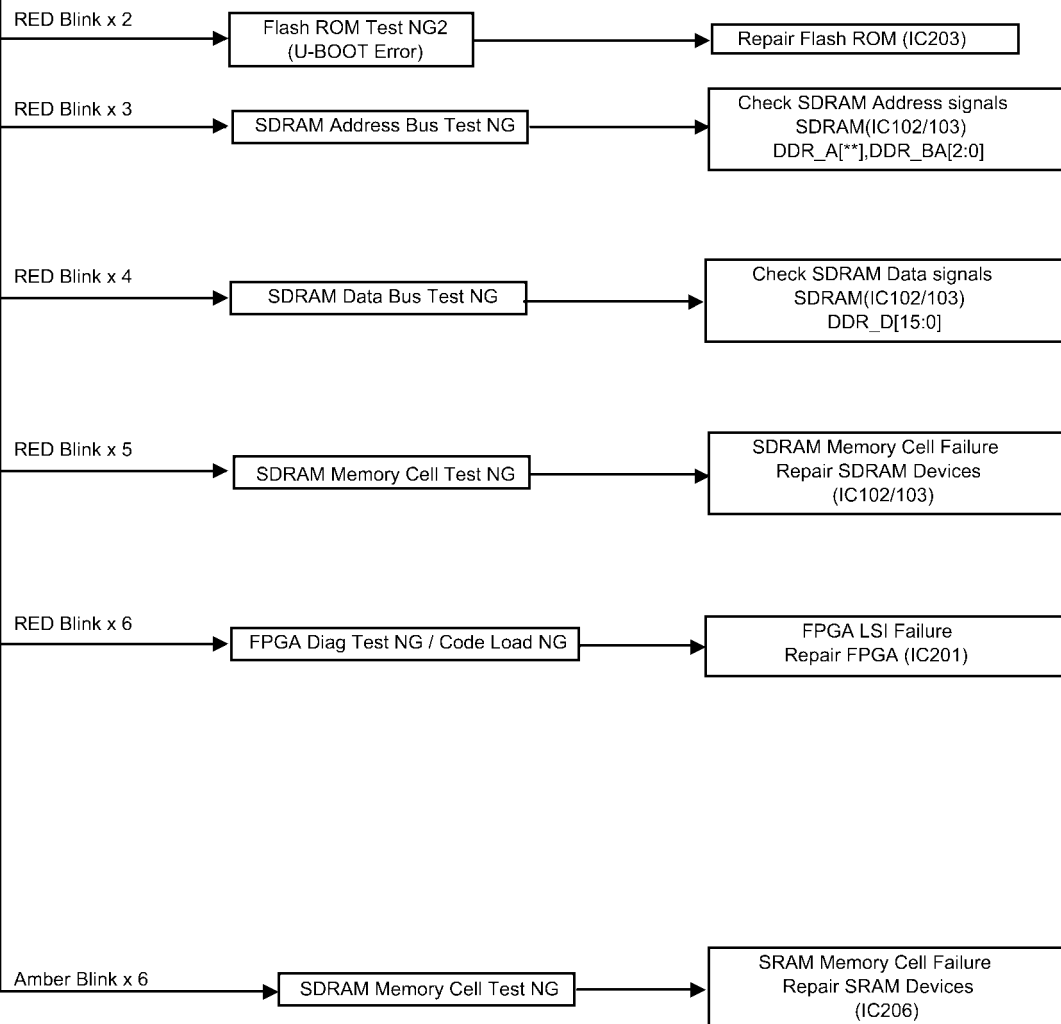 RED Blink x 2
Flash ROM Test NG2
(U-BOOT Error)
Repair Flash ROM (IC203)
RED Blink x 3
SDRAM Address Bus Test NG
Check SDRAM Address signals
SDRAM(IC102/103)
DDR_A[**],DDR_BA[2:0]
RED Blink x 4
SDRAM Data Bus Test NG
Check SDRAM Data signals
SDRAM(IC102/103)
DDR_D[15:0]
RED Blink x 5
SDRAM Memory Cell Test NG
SDRAM Memory Cell Failure
Repair SDRAM Devices
(IC102/103)
RED Blink x 6
FPGA Diag Test NG / Code Load NG
FPGA LSI Failure
Repair FPGA (IC201)
Amber Blink x 6
SDRAM Memory Cell Test NG
SRAM Memory Cell Failure
Repair SRAM Devices
(IC206)